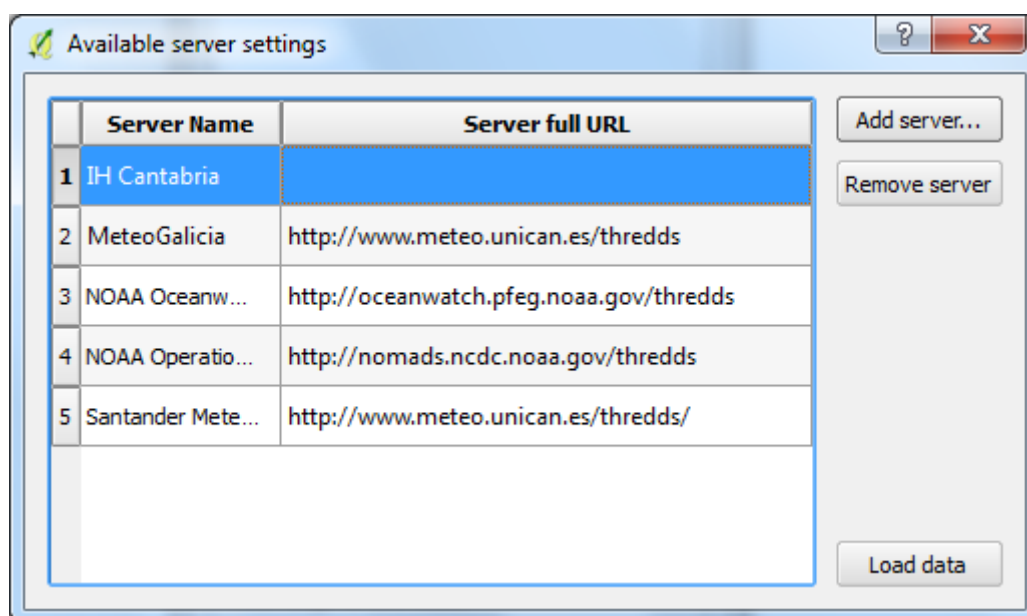 Available server settings
Server Name Server full URL
1 IH Cantabria
2 MeteoGalicia http://www.meteo.unican.es/thredds
3 NOAA Oceanw... http://oceanwatch.pfeg.noaa.gov/thredds
4 NOAA Operatio... http://nomads.ncdc.noaa.gov/thredds
5 Santander Mete... http://www.meteo.unican.es/thredds/
Add server...
Remove server
Load data